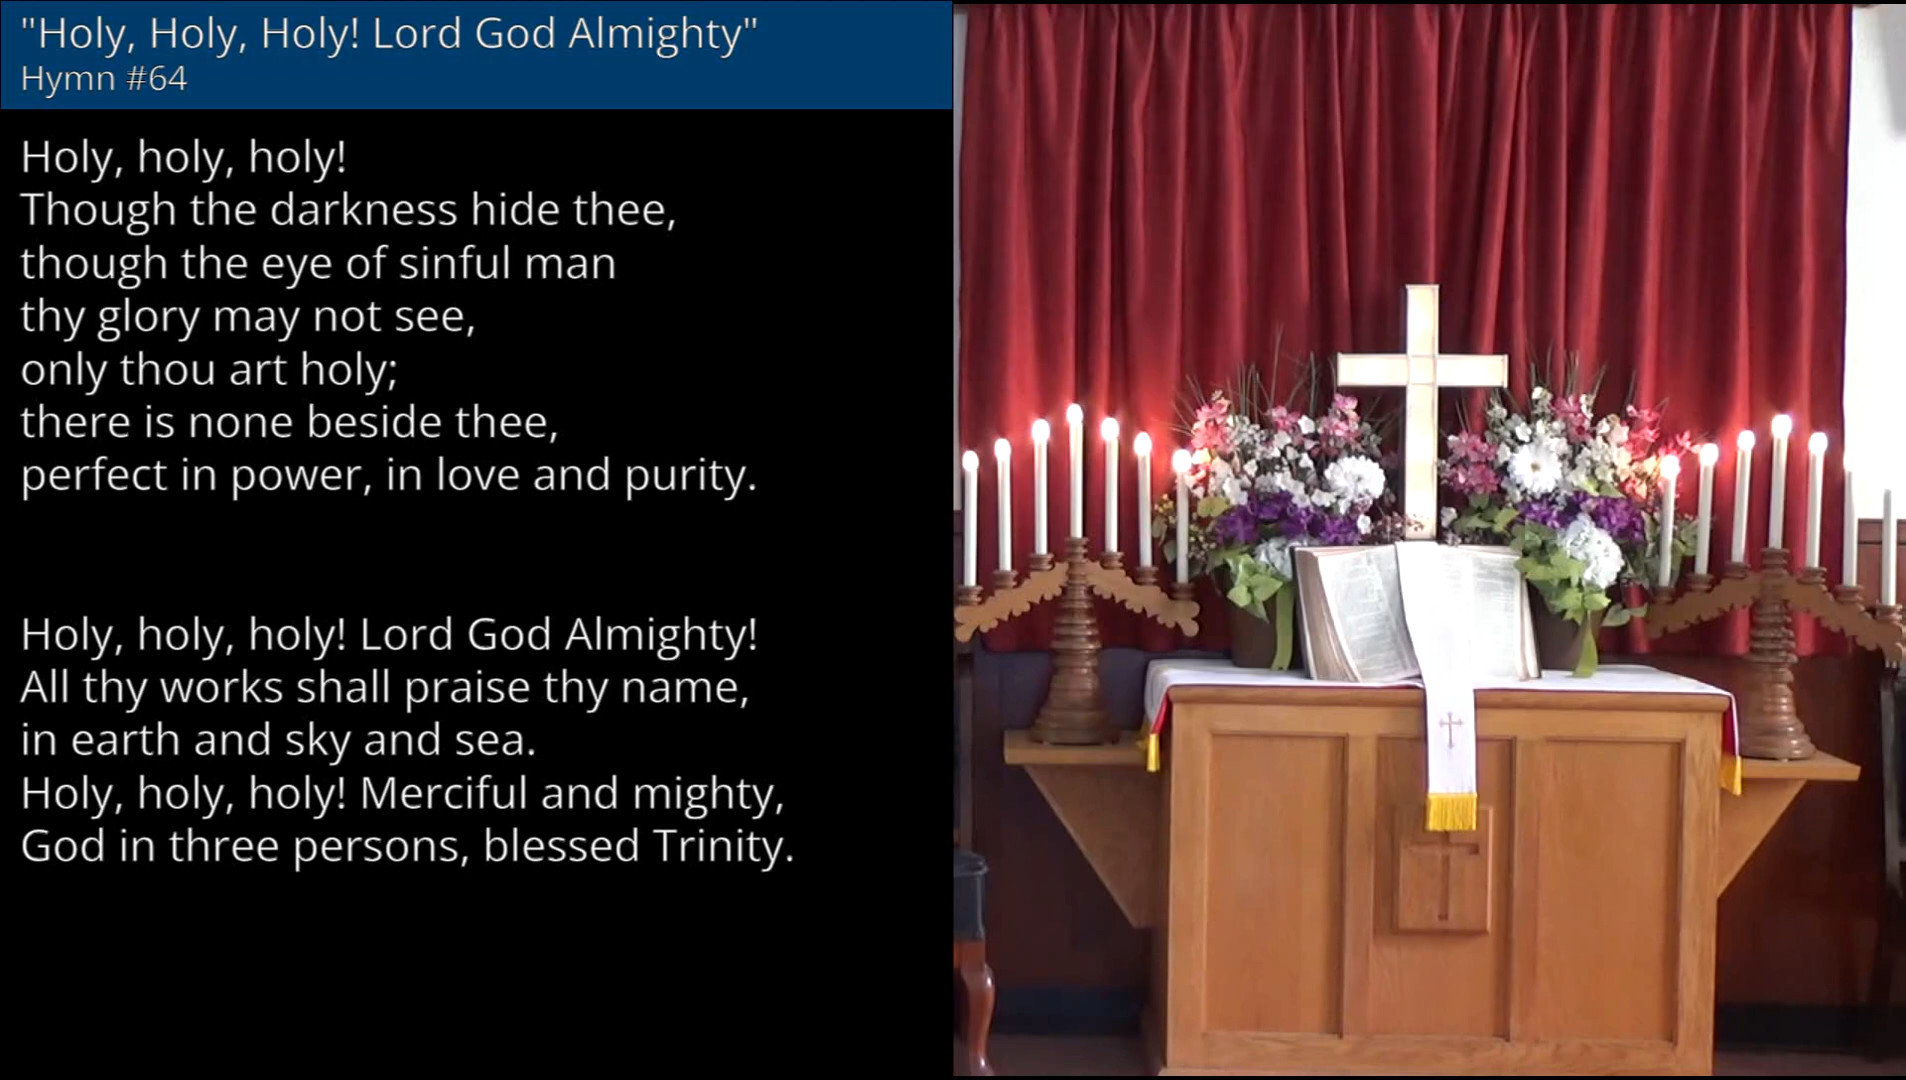 "Holy, Holy, Holy! Lord God Almighty"
Hymn #64
Holy, holy, holy!
Though the darkness hide thee,
though the eye of sinful man
thy glory may not see,
only thou art holy;
there is none beside thee,
perfect in power, in love and purity.
Holy, holy, holy! Lord God Almighty!
All thy works shall praise thy name,
in earth and sky and sea.
Holy, holy, holy! Merciful and mighty,
God in three persons, blessed Trinity.